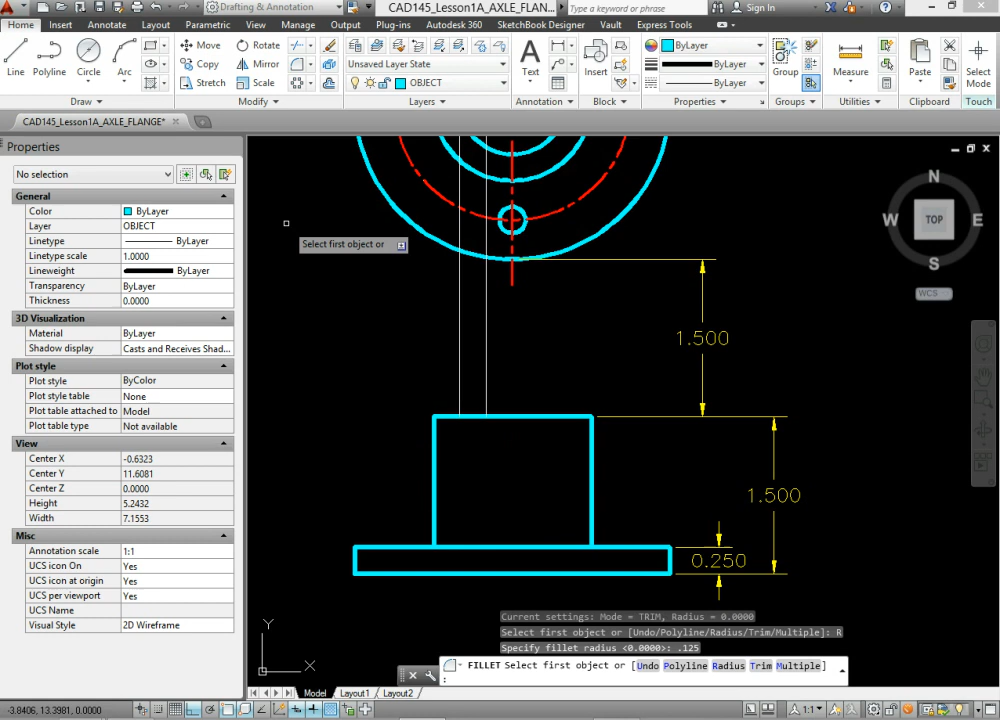 Drafting & Annotation
CAD145_Lesson1A_AXLE_FLAN...
Type a keyword or phrase
Sign In
Home Insert Annotate Layout Parametric View Manage Output Plug-ins Autodesk 360 SketchBook Designer Vault Express Tools
Line
Polyline
Circle
Arc
Move
Copy
Stretch
Rotate
Mirror
Scale
Unsaved Layer State
OBJECT
Text
Insert
ByLayer
ByLayer
ByLayer
Group
Measure
Paste
Select
Mode
Draw
Modify
Layers
Annotation
Block
Properties
Groups
Utilities
Clipboard
Touch
CAD145_Lesson1A_AXLE_FLANGE*
Properties
No selection
General
Color ByLayer
Layer OBJECT
Linetype ByLayer
Linetype scale 1.0000
Lineweight ByLayer
Transparency ByLayer
Thickness 0.0000
3D Visualization
Material ByLayer
Shadow display Casts and Receives Shad...
Plot style
Plot style ByColor
Plot style table None
Plot table attached to Model
Plot table type Not available
View
Center X -0.6323
Center Y 11.6081
Center Z 0.0000
Height 5.2432
Width 7.1553
Misc
Annotation scale 1:1
UCS icon On Yes
UCS icon at origin Yes
UCS per viewport Yes
UCS Name
Visual Style 2D Wireframe
Select first object or
N
W TOP E
S
WCS
1.500
1.500
0.250
Y
X
Current settings: Mode = TRIM, Radius = 0.0000
Select first object or [Undo/Polyline/Radius/Trim/Multiple]: R
Specify fillet radius <0.0000>: .125
FILLET Select first object or [Undo Polyline Radius Trim Multiple]
:
Model Layout1 Layout2
-3.8406, 13.3981, 0.0000
1:1